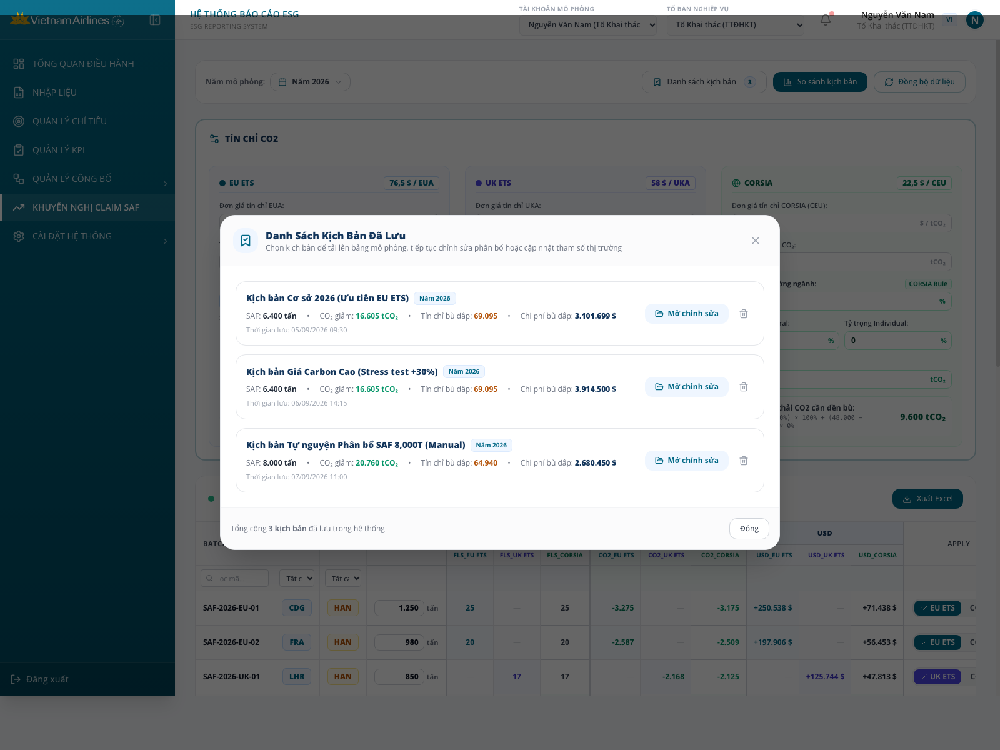 VietnamAirlines
HỆ THỐNG BÁO CÁO ESG
ESG REPORTING SYSTEM
TÀI KHOẢN MÔ PHỎNG
Nguyễn Văn Nam (Tổ Khai thác
TỔ BAN NGHIỆP VỤ
Tổ Khai thác (TTĐHKT)
Nguyễn Văn Nam
Tổ Khai thác (TTĐHKT)
VI
N
TỔNG QUAN ĐIỀU HÀNH
NHẬP LIỆU
QUẢN LÝ CHỈ TIÊU
QUẢN LÝ KPI
QUẢN LÝ CÔNG BỐ
KHUYẾN NGHỊ CLAIM SAF
CÀI ĐẶT HỆ THỐNG
Đăng xuất
Năm mô phỏng: Năm 2026
Danh sách kịch bản 3
So sánh kịch bản
Đồng bộ dữ liệu
TÍN CHỈ CO2
EU ETS 76,5 $ / EUA
Đơn giá tín chỉ EUA:
UK ETS 58 $ / UKA
Đơn giá tín chỉ UKA:
CORSIA 22,5 $ / CEU
Đơn giá tín chỉ CORSIA (CEU):
$ / tCO₂
CO₂:
tCO₂
ngành: CORSIA Rule
%
ral: Tỷ trọng Individual:
% 0 %
tCO₂
thải CO2 cần đền bù:
0%) × 100% + (48.000 −
× 0%
9.600 tCO₂
Danh Sách Kịch Bản Đã Lưu
Chọn kịch bản để tải lên bảng mô phỏng, tiếp tục chỉnh sửa phân bổ hoặc cập nhật tham số thị trường
Kịch bản Cơ sở 2026 (Ưu tiên EU ETS) Năm 2026
SAF: 6.400 tấn • CO₂ giảm: 16.605 tCO₂ • Tín chỉ bù đắp: 69.095 • Chi phí bù đắp: 3.101.699 $
Thời gian lưu: 05/09/2026 09:30
Mở chỉnh sửa
Kịch bản Giá Carbon Cao (Stress test +30%) Năm 2026
SAF: 6.400 tấn • CO₂ giảm: 16.605 tCO₂ • Tín chỉ bù đắp: 69.095 • Chi phí bù đắp: 3.914.500 $
Thời gian lưu: 06/09/2026 14:15
Mở chỉnh sửa
Kịch bản Tự nguyện Phân bổ SAF 8,000T (Manual) Năm 2026
SAF: 8.000 tấn • CO₂ giảm: 20.760 tCO₂ • Tín chỉ bù đắp: 64.940 • Chi phí bù đắp: 2.680.450 $
Thời gian lưu: 07/09/2026 11:00
Mở chỉnh sửa
Tổng cộng 3 kịch bản đã lưu trong hệ thống
Đóng
Xuất Excel
USD
APPLY
FLS_EU ETS FLS_UK ETS FLS_CORSIA CO2_EU ETS CO2_UK ETS CO2_CORSIA USD_EU ETS USD_UK ETS USD_CORSIA
Lọc mã... Tất c Tất cả
SAF-2026-EU-01 CDG HAN 1.250 tấn 25 — 25 -3.275 — -3.175 +250.538 $ — +71.438 $ EU ETS
SAF-2026-EU-02 FRA HAN 980 tấn 20 — 20 -2.587 — -2.509 +197.906 $ — +56.453 $ EU ETS
SAF-2026-UK-01 LHR HAN 850 tấn — 17 17 — -2.168 -2.125 — +125.744 $ +47.813 $ UK ETS